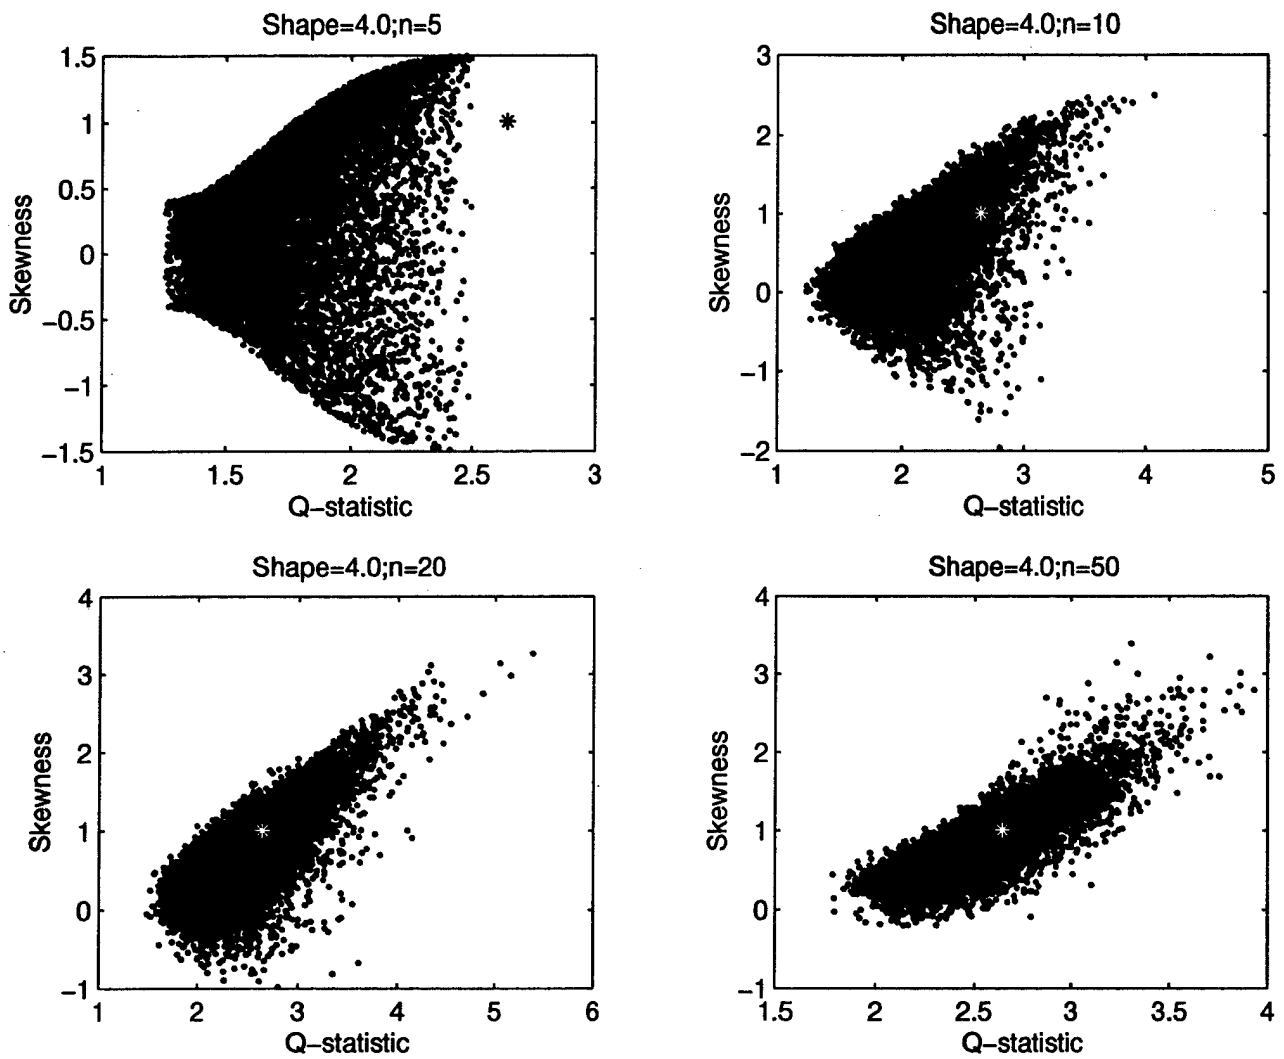 Shape=4.0;n=5
1.5
1
0.5
0
−0.5
−1
−1.5
Skewness
1 1.5 2 2.5 3
Q−statistic
Shape=4.0;n=10
3
2
1
0
−1
−2
Skewness
1 2 3 4 5
Q−statistic
Shape=4.0;n=20
4
3
2
1
0
−1
Skewness
1 2 3 4 5 6
Q−statistic
Shape=4.0;n=50
4
3
2
1
0
−1
Skewness
1.5 2 2.5 3 3.5 4
Q−statistic